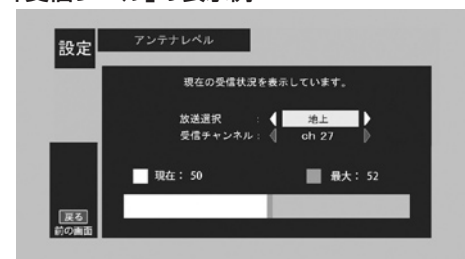 設定
アンテナレベル
現在の受信状況を表示しています。
放送選択 : 地上
受信チャンネル : ch 27
現在： 50 最大： 52
戻る
前の画面